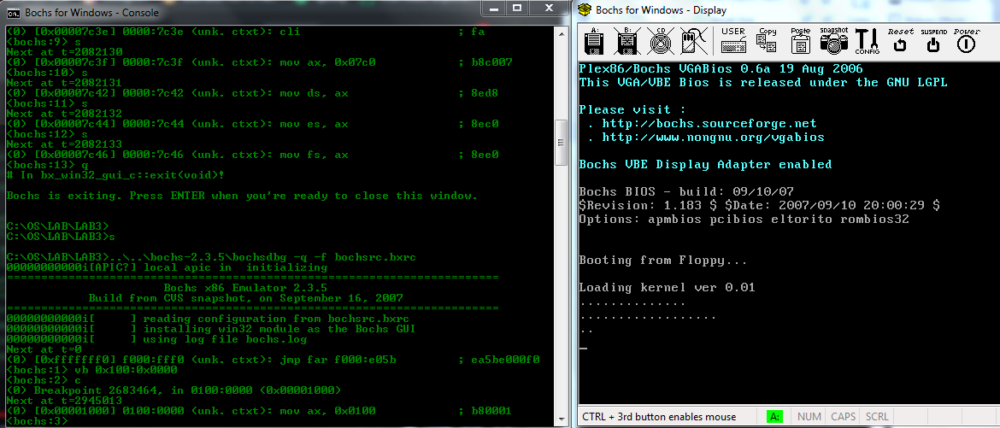 Bochs for Windows - Console
(0) [0x00007c3e] 0000:7c3e (unk. ctxt): cli ; fa
<bochs:9> s
Next at t=2082130
(0) [0x00007c3f] 0000:7c3f (unk. ctxt): mov ax, 0x07c0 ; b8c007
<bochs:10> s
Next at t=2082131
(0) [0x00007c42] 0000:7c42 (unk. ctxt): mov ds, ax ; 8ed8
<bochs:11> s
Next at t=2082132
(0) [0x00007c44] 0000:7c44 (unk. ctxt): mov es, ax ; 8ec0
<bochs:12> s
Next at t=2082133
(0) [0x00007c46] 0000:7c46 (unk. ctxt): mov fs, ax ; 8ee0
<bochs:13> q
# In bx_win32_gui_c::exit(void)!
Bochs is exiting. Press ENTER when you're ready to close this window.
C:\OS\LAB\LAB3>
C:\OS\LAB\LAB3>s
C:\OS\LAB\LAB3>..\..\bochs-2.3.5\bochsdbg -q -f bochsrc.bxrc
00000000000i[APIC?] local apic in  initializing
========================================================================
Bochs x86 Emulator 2.3.5
Build from CVS snapshot, on September 16, 2007
========================================================================
00000000000i[     ] reading configuration from bochsrc.bxrc
00000000000i[     ] installing win32 module as the Bochs GUI
00000000000i[     ] using log file bochs.log
Next at t=0
(0) [0xfffffff0] f000:fff0 (unk. ctxt): jmp far f000:e05b ; ea5be000f0
<bochs:1> vb 0x100:0x0000
<bochs:2> c
(0) Breakpoint 2683464, in 0100:0000 (0x00001000)
Next at t=2945013
(0) [0x00001000] 0100:0000 (unk. ctxt): mov ax, 0x0100 ; b80001
<bochs:3>
Bochs for Windows - Display
A: B: CD USER Copy Paste snapshot CONFIG Reset SUSPEND Power
Plex86/Bochs VGABios 0.6a 19 Aug 2006
This VGA/VBE Bios is released under the GNU LGPL
Please visit :
. http://bochs.sourceforge.net
. http://www.nongnu.org/vgabios
Bochs VBE Display Adapter enabled
Bochs BIOS - build: 09/10/07
$Revision: 1.183 $ $Date: 2007/09/10 20:00:29 $
Options: apmbios pcibios eltorito rombios32
Booting from Floppy...
Loading kernel ver 0.01
..............
..................
..
_
CTRL + 3rd button enables mouse A: NUM CAPS SCRL